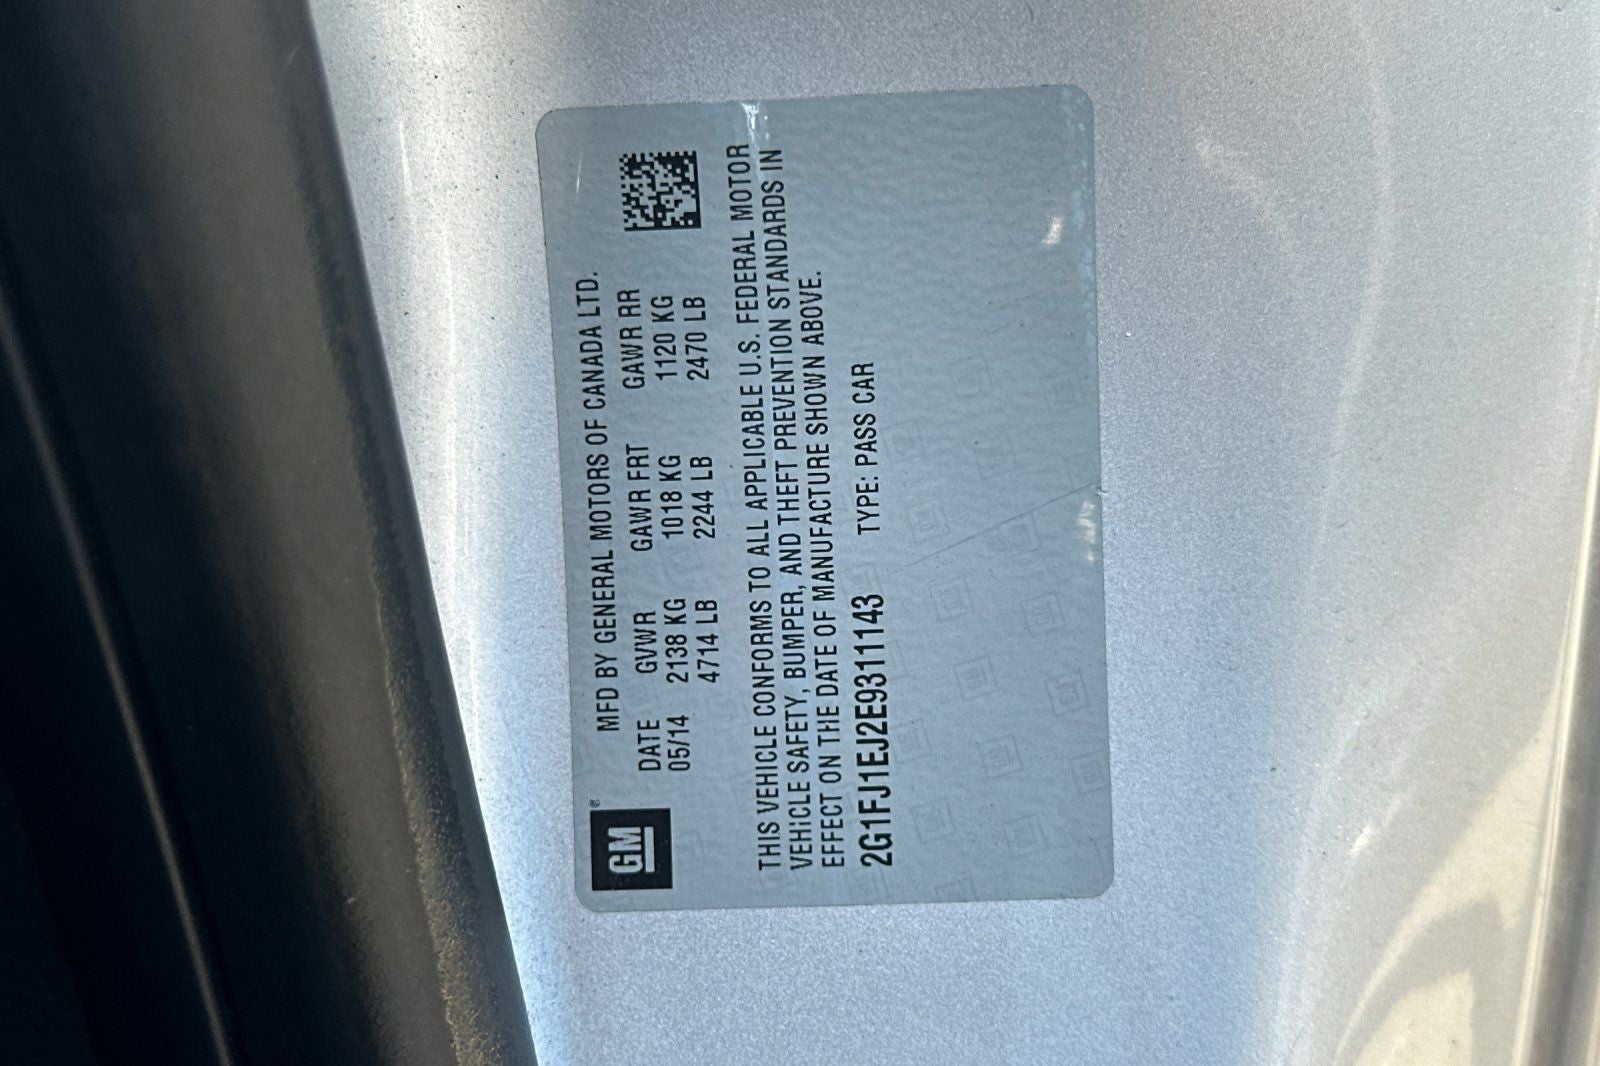 GM®
MFD BY GENERAL MOTORS OF CANADA LTD.
DATE GVWR GAWR FRT GAWR RR
05/14 2138 KG 1018 KG 1120 KG
4714 LB 2244 LB 2470 LB
THIS VEHICLE CONFORMS TO ALL APPLICABLE U.S. FEDERAL MOTOR
VEHICLE SAFETY, BUMPER, AND THEFT PREVENTION STANDARDS IN
EFFECT ON THE DATE OF MANUFACTURE SHOWN ABOVE.
2G1FJ1EJ2E9311143 TYPE: PASS CAR